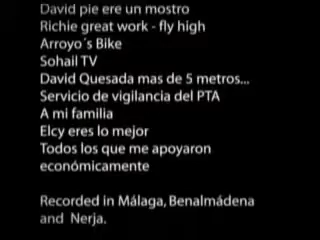 David pie ere un mostro
Richie great work - fly high
Arroyo´s Bike
Sohail TV
David Quesada mas de 5 metros...
Servicio de vigilancia del PTA
A mi familia
Elcy eres lo mejor
Todos los que me apoyaron
económicamente
Recorded in Málaga, Benalmádena
and Nerja.